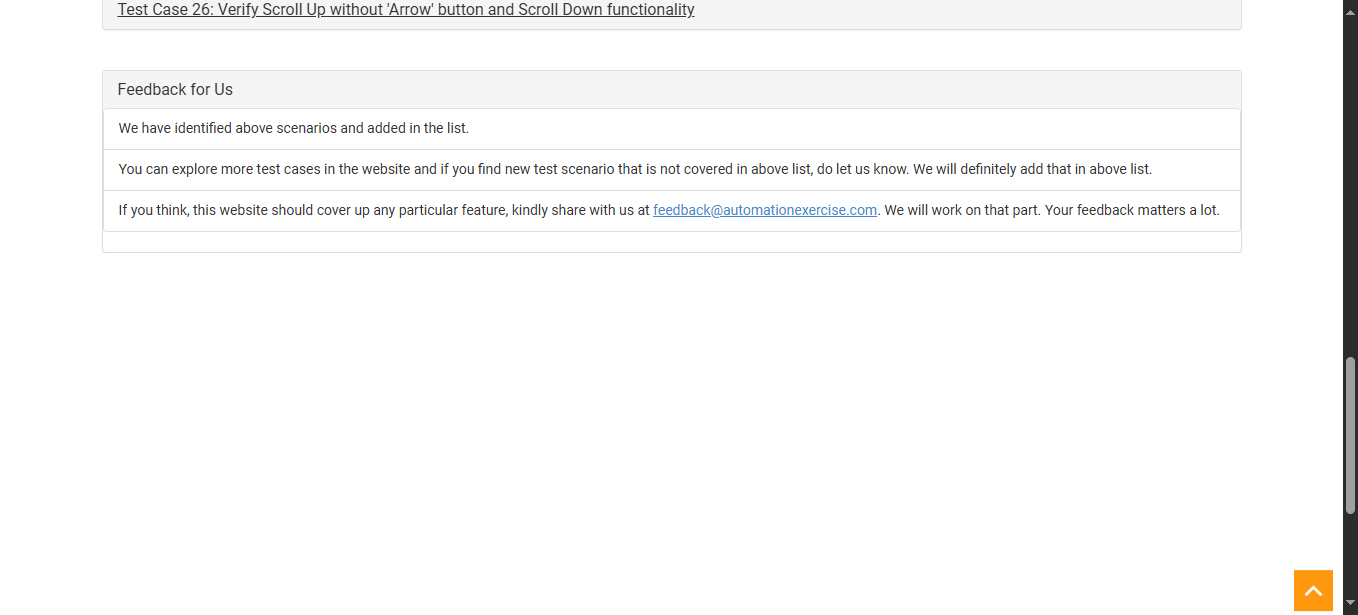 Test Case 26: Verify Scroll Up without 'Arrow' button and Scroll Down functionality
Feedback for Us
We have identified above scenarios and added in the list.
You can explore more test cases in the website and if you find new test scenario that is not covered in above list, do let us know. We will definitely add that in above list.
If you think, this website should cover up any particular feature, kindly share with us at feedback@automationexercise.com. We will work on that part. Your feedback matters a lot.